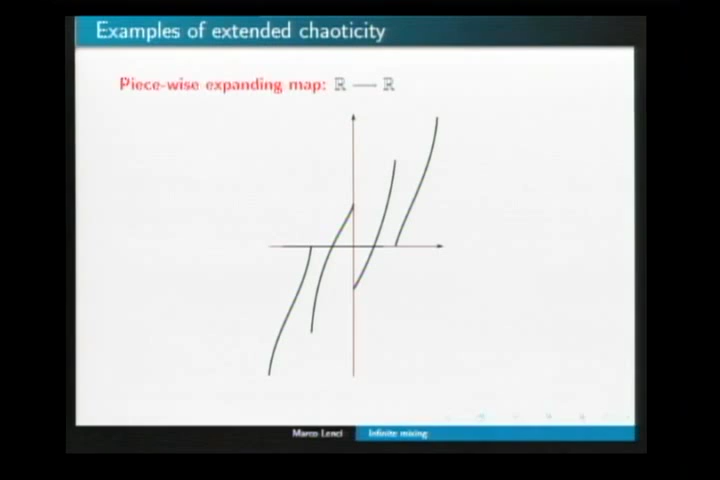 Examples of extended chaoticity
Piece-wise expanding map: ℝ — ℝ
Marco Lenci Infinite mixing